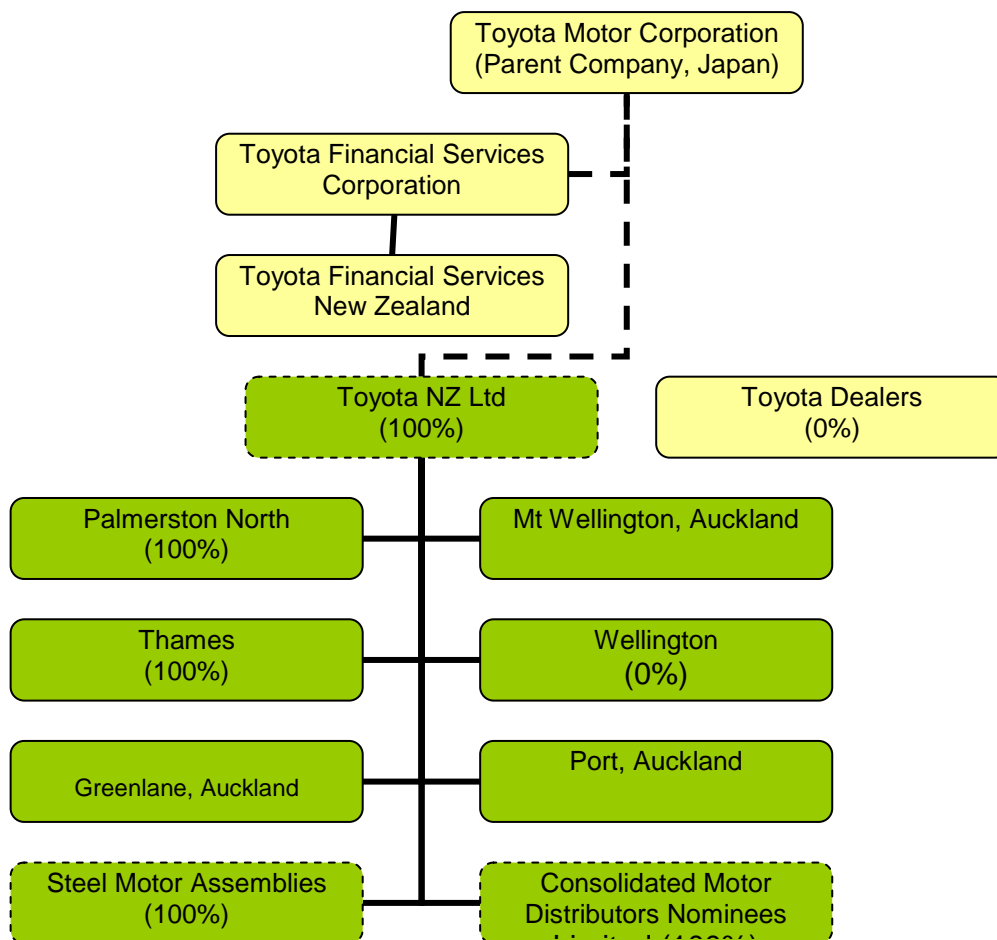 Toyota Motor Corporation
(Parent Company, Japan)
Toyota Financial Services
Corporation
Toyota Financial Services
New Zealand
Toyota NZ Ltd
(100%)
Toyota Dealers
(0%)
Palmerston North
(100%)
Mt Wellington, Auckland
Thames
(100%)
Wellington
(0%)
Greenlane, Auckland
Port, Auckland
Steel Motor Assemblies
(100%)
Consolidated Motor
Distributors Nominees
Limited (100%)